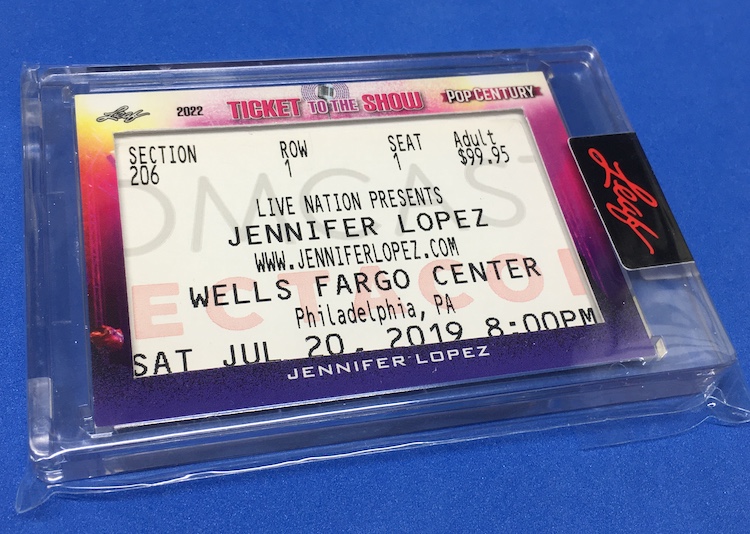 Leaf 2022 TICKET TO THE SHOW POP CENTURY
SECTION ROW SEAT Adult
206 1 1 $99.95
LIVE NATION PRESENTS
JENNIFER LOPEZ
WWW.JENNIFERLOPEZ.COM
WELLS FARGO CENTER
Philadelphia, PA
SAT JUL 20, 2019 8:00PM
JENNIFER LOPEZ
OMCAST
ECTACO
Leaf